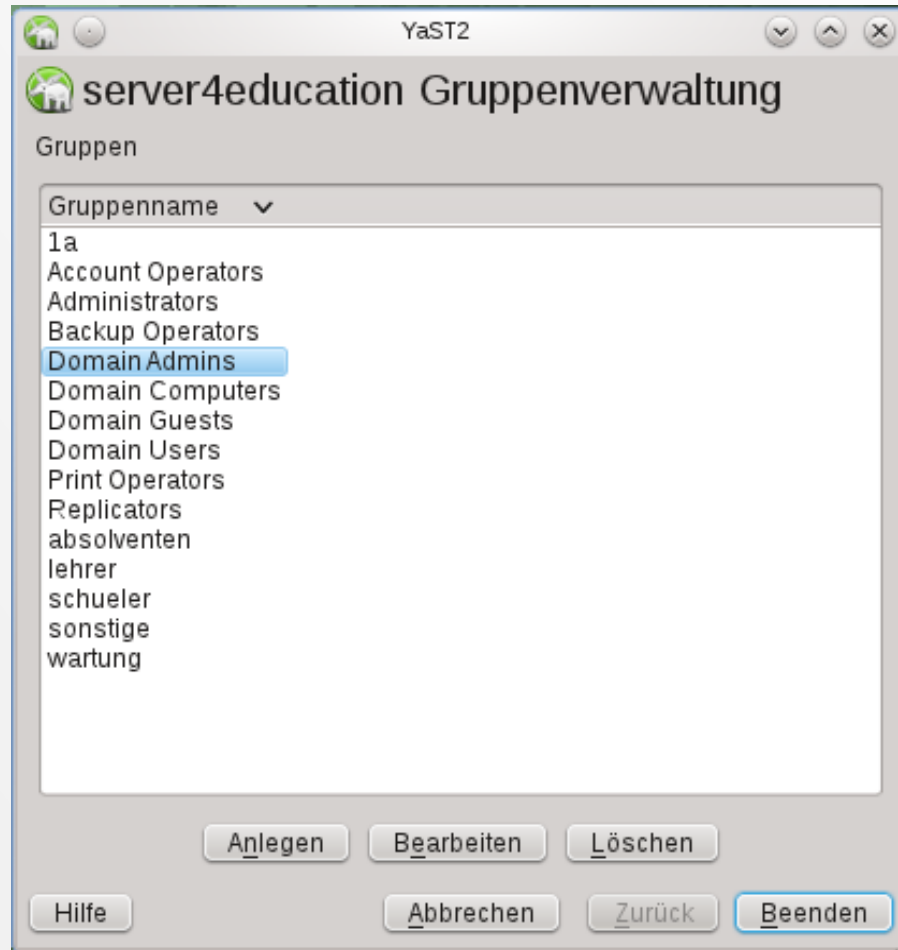 YaST2
server4education Gruppenverwaltung
Gruppen
Gruppenname
1a
Account Operators
Administrators
Backup Operators
Domain Admins
Domain Computers
Domain Guests
Domain Users
Print Operators
Replicators
absolventen
lehrer
schueler
sonstige
wartung
Anlegen Bearbeiten Löschen
Hilfe Abbrechen Zurück Beenden